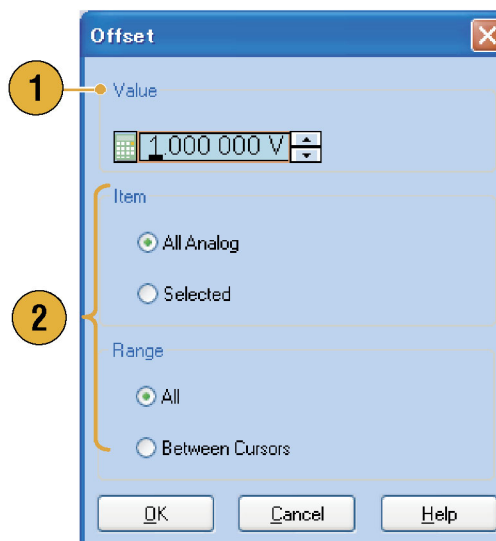 Offset
1
Value
1.000 000 V
Item
All Analog
Selected
2
Range
All
Between Cursors
OK
Cancel
Help